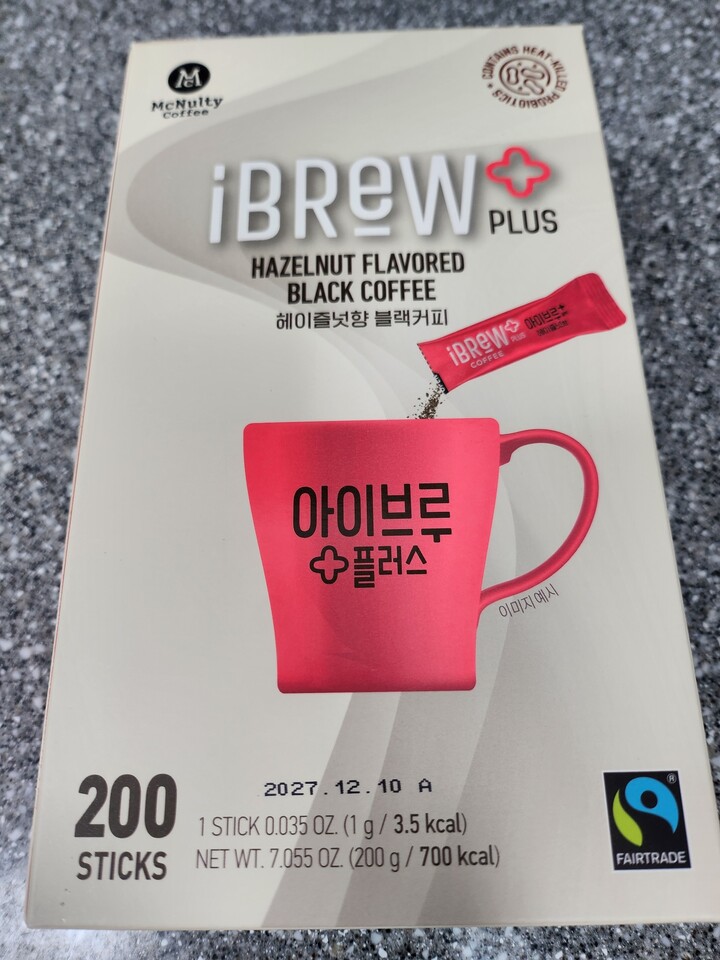 McNulty
Coffee
* CONTAINS HEAT-KILLED PROBIOTICS
iBReW
PLUS
HAZELNUT FLAVORED
BLACK COFFEE
헤이즐넛향 블랙커피
iBReW PLUS
COFFEE
아이브루
아이브루
플러스
이미지 예시
200
STICKS
2027.12.10 A
1 STICK 0.035 OZ. (1 g / 3.5 kcal)
NET WT. 7.055 OZ. (200 g / 700 kcal)
®
FAIRTRADE